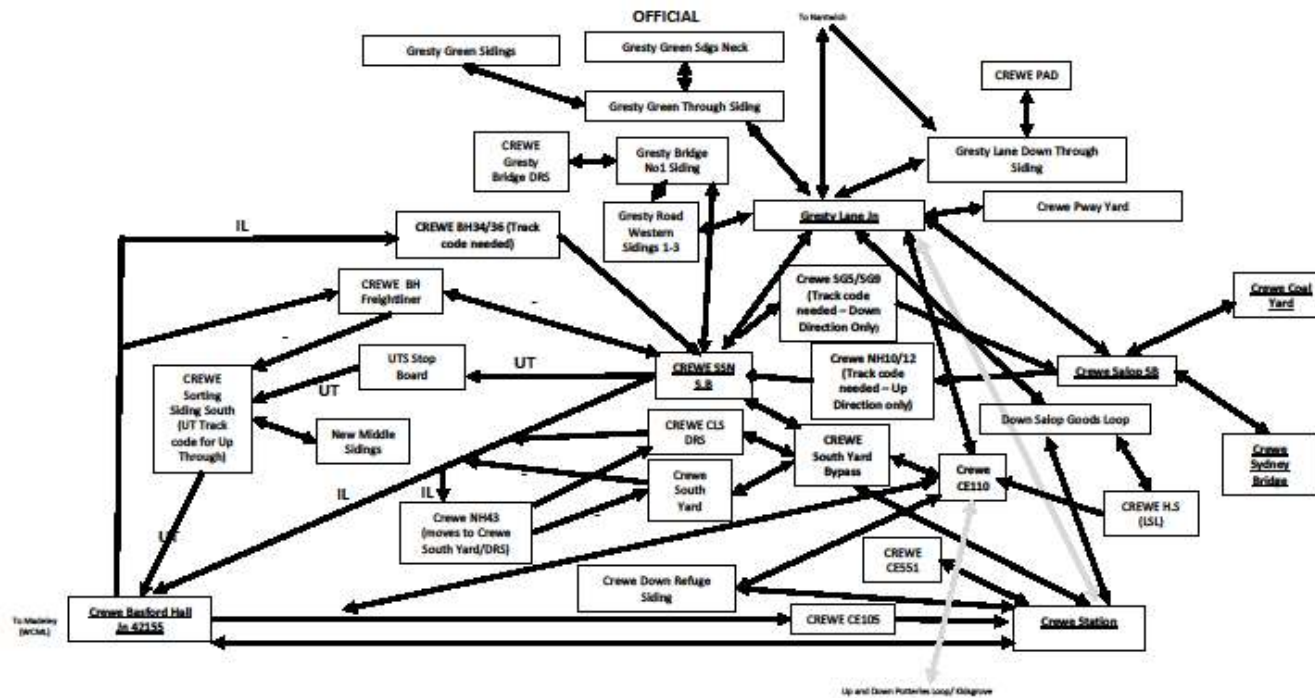 OFFICIAL
To Nantwich
Gresty Green Sidings
Gresty Green Sdgs Neck
CREWE PAD
Gresty Green Through Siding
CREWE
Gresty
Bridge DRS
Gresty Bridge
No1 Siding
Gresty Lane Down Through
Siding
Gresty Road
Western
Sidings 1-3
Gresty Lane Jn
Crewe Pway Yard
IL
CREWE BH34/36 (Track
code needed)
CREWE BH
Freightliner
Crewe SG5/SG9
(Track code
needed – Down
Direction Only)
Crewe Coal
Yard
UTS Stop
Board
UT
CREWE SSN
S.B
Crewe NH10/12
(Track code
needed – Up
Direction only)
Crewe Salop SB
CREWE
Sorting
Siding South
(UT Track
code for Up
Through)
UT
New Middle
Sidings
CREWE CLS
DRS
CREWE
South Yard
Bypass
Down Salop Goods Loop
Crewe
Sydney
Bridge
Crewe
CE110
Crewe
South
Yard
IL
IL
CREWE H.S
(LSL)
Crewe NH43
(moves to Crewe
South Yard/DRS)
UT
CREWE
CE551
Crewe Down Refuge
Siding
To Madeley
(WCML)
Crewe Basford Hall
Jn 42155
CREWE CE105
Crewe Station
Up and Down Potteries Loop/ Kidsgrove